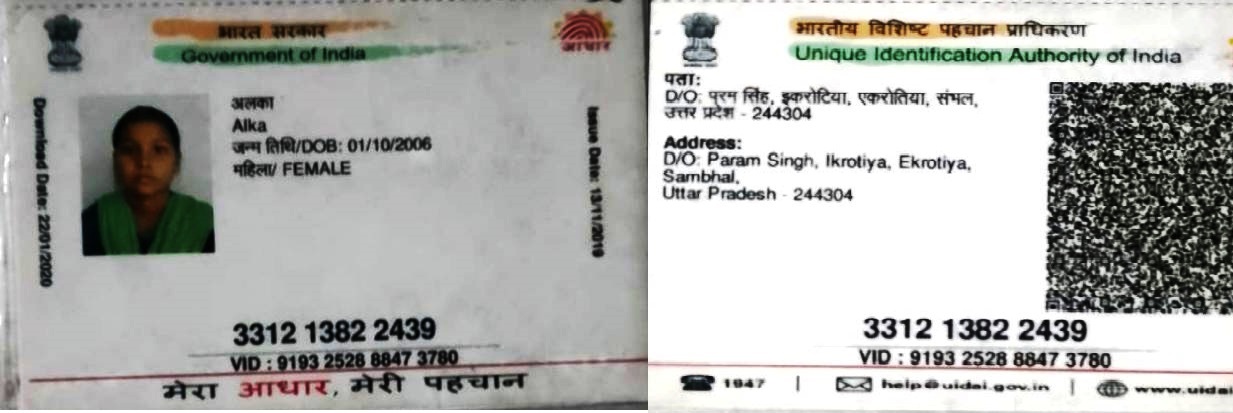 भारत सरकार
Government of India
आधार
Download Date: 22/01/2020
अलका
Alka
जन्म तिथि/DOB: 01/10/2006
महिला/ FEMALE
Issue Date: 13/11/2019
3312 1382 2439
VID : 9193 2528 8847 3780
मेरा आधार, मेरी पहचान
भारतीय विशिष्ट पहचान प्राधिकरण
Unique Identification Authority of India
पता:
D/O: परम सिंह, इकरोटिया, एकरोतिया, संभल,
उत्तर प्रदेश - 244304
Address:
D/O: Param Singh, Ikrotiya, Ekrotiya,
Sambhal,
Uttar Pradesh - 244304
3312 1382 2439
VID : 9193 2528 8847 3780
1947 | help@uidai.gov.in | www.uidai